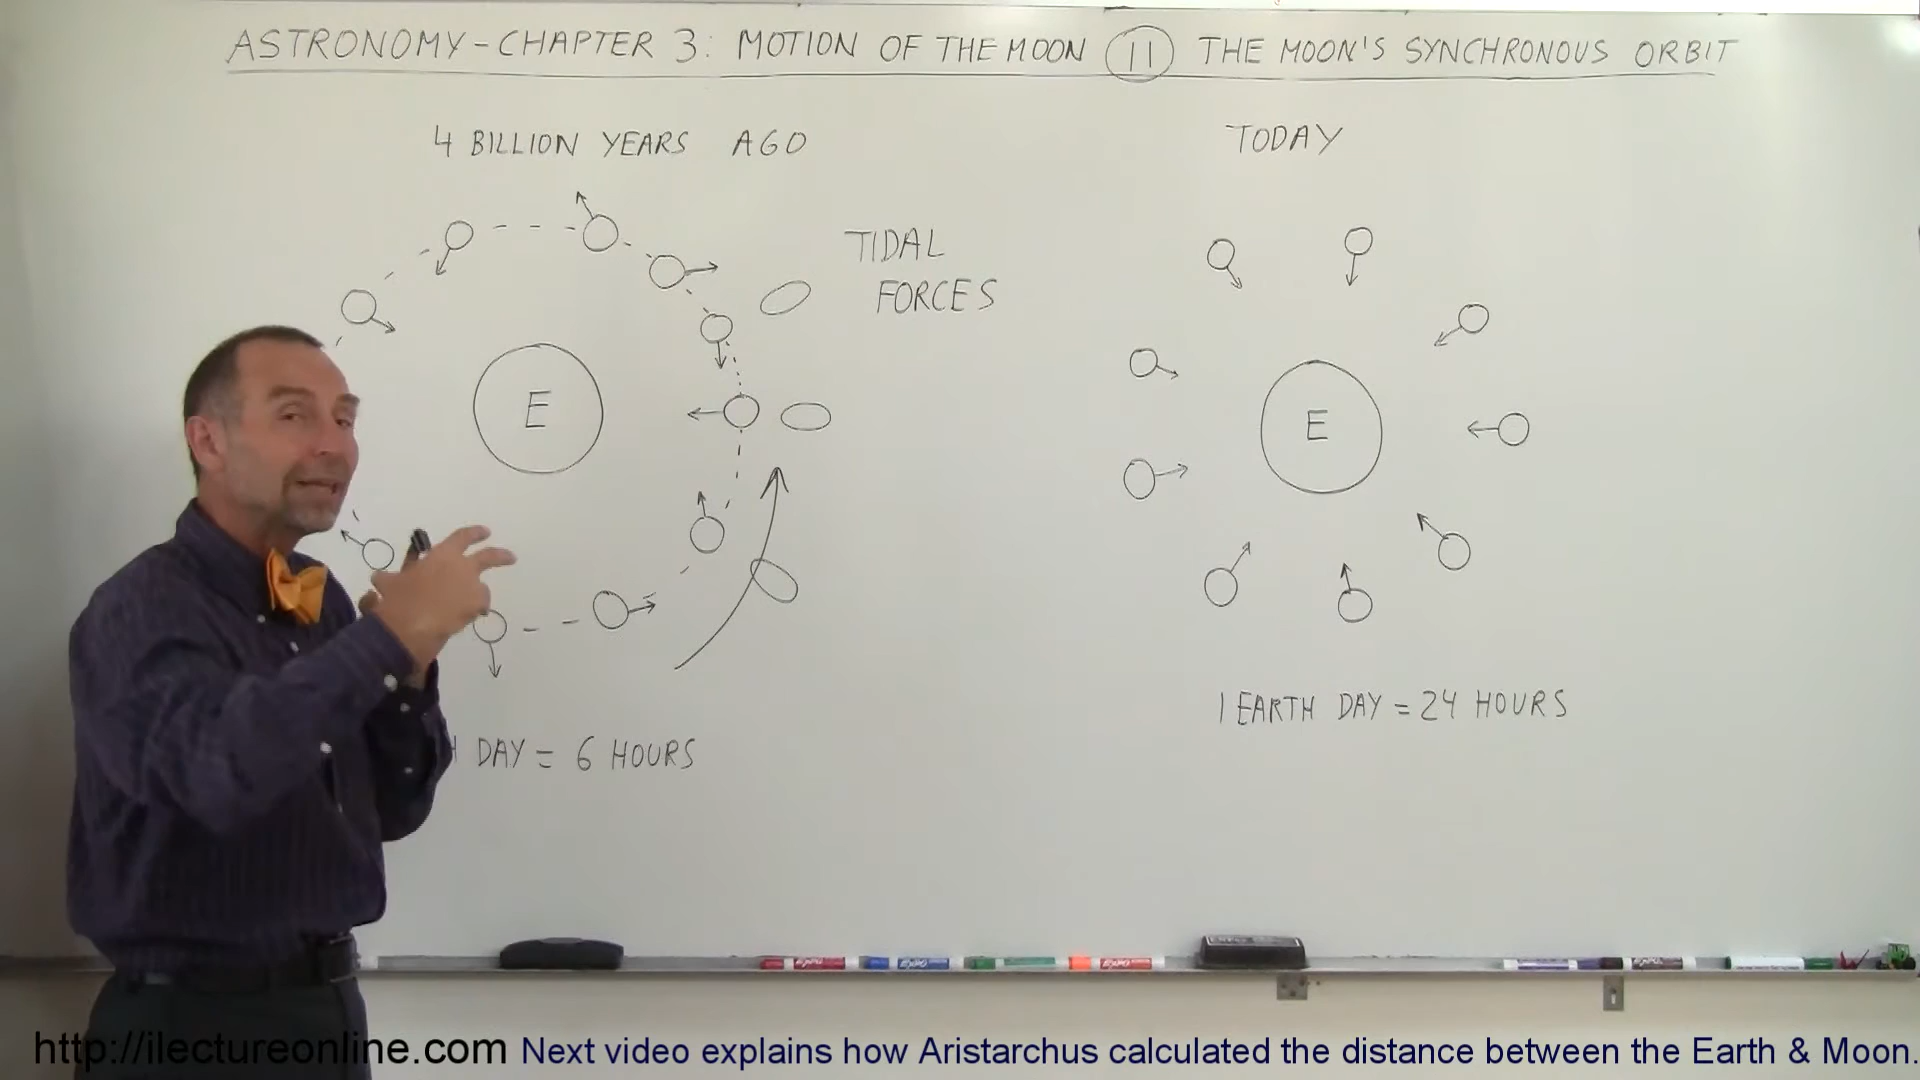 ASTRONOMY - CHAPTER 3: MOTION OF THE MOON 11 THE MOON'S SYNCHRONOUS ORBIT
4 BILLION YEARS AGO
TODAY
TIDAL
FORCES
E
E
1 EARTH DAY = 24 HOURS
DAY = 6 HOURS
http://ilectureonline.com Next video explains how Aristarchus calculated the distance between the Earth & Moon.